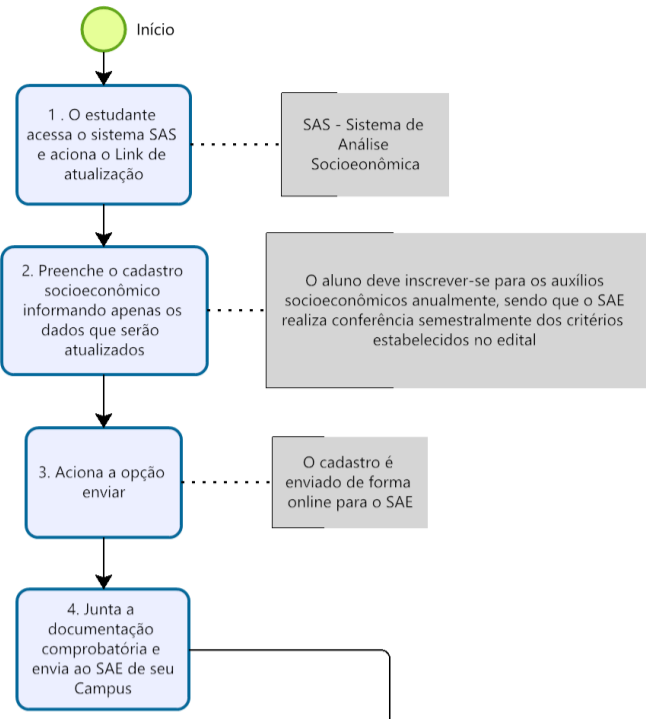 Início
1 . O estudante
acessa o sistema SAS
e aciona o Link de
atualização
SAS - Sistema de
Análise
Socioeonômica
2. Preenche o cadastro
socioeconômico
informando apenas os
dados que serão
atualizados
O aluno deve inscrever-se para os auxílios
socioeconômicos anualmente, sendo que o SAE
realiza conferência semestralmente dos critérios
estabelecidos no edital
3. Aciona a opção
enviar
O cadastro é
enviado de forma
online para o SAE
4. Junta a
documentação
comprobatória e
envia ao SAE de seu
Campus